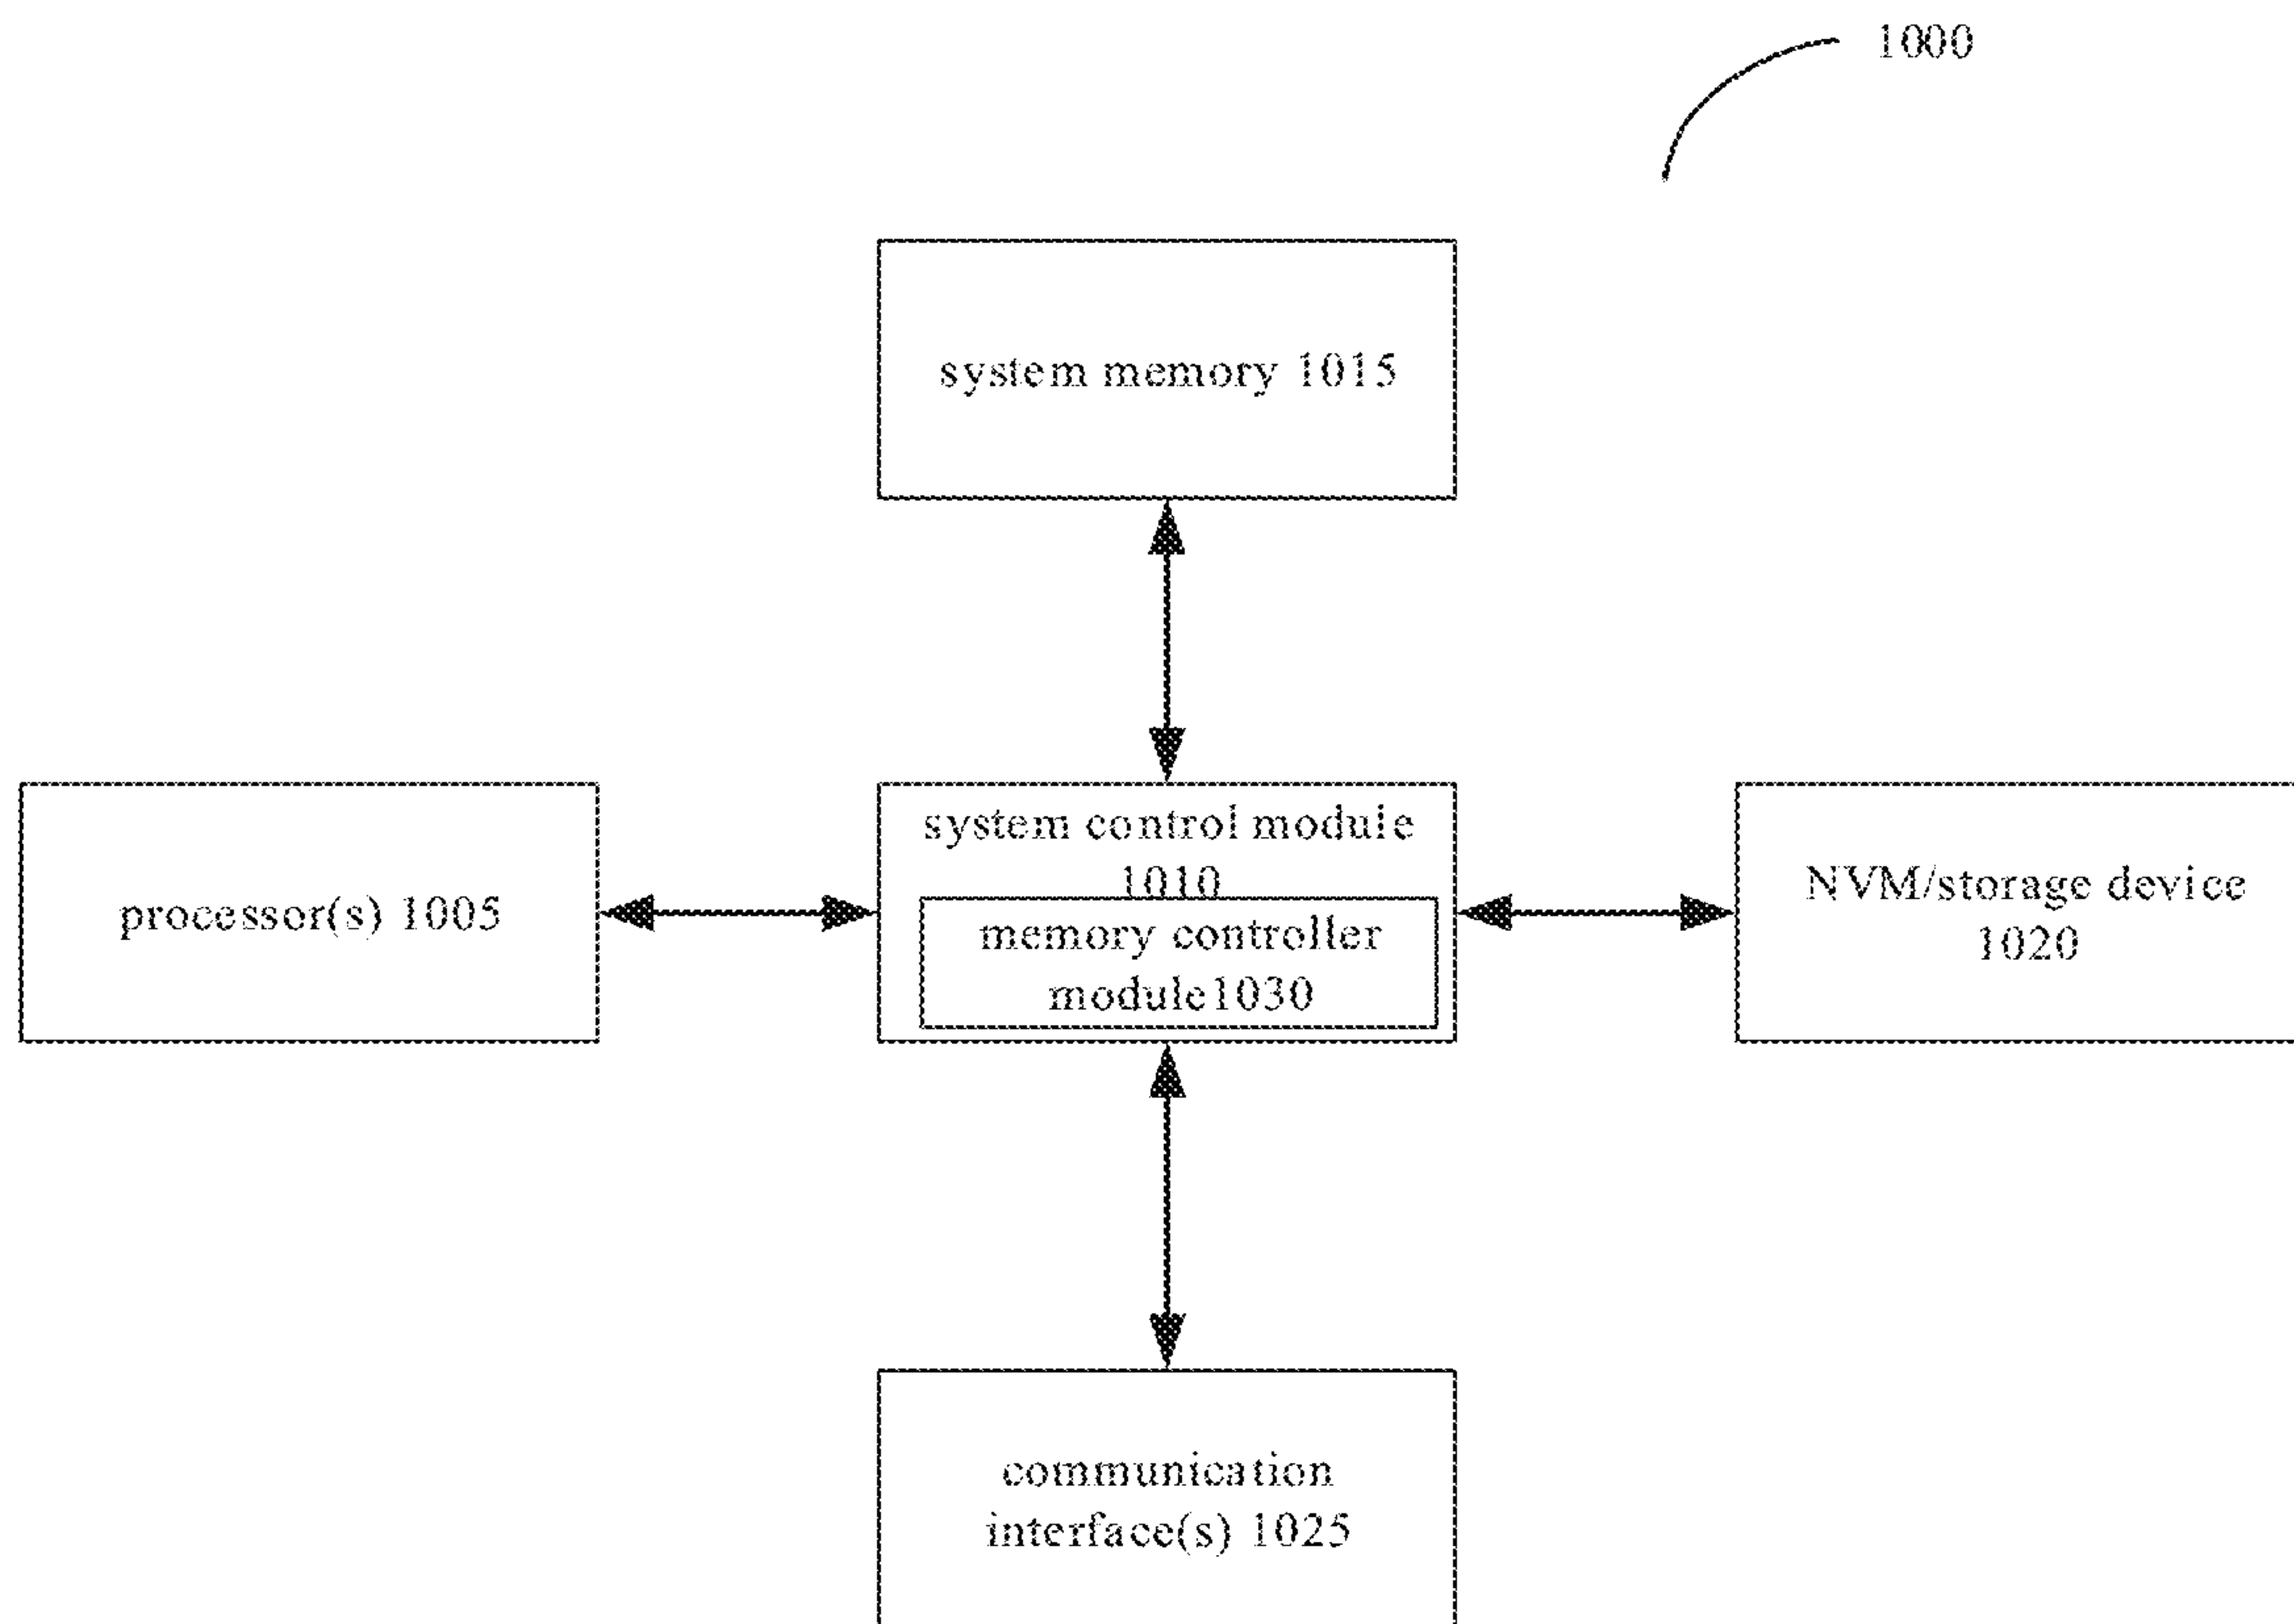 1000
system memory 1015
processor(s) 1005
system control module
1010
memory controller
module1030
NVM/storage device
1020
communication
interface(s) 1025